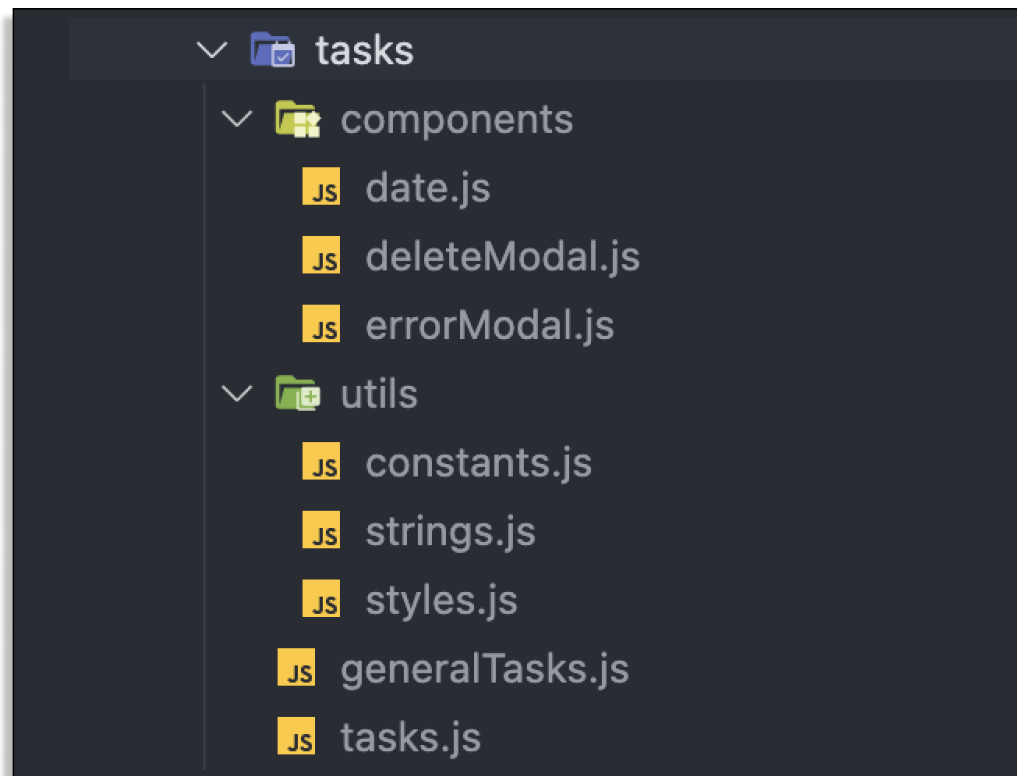 tasks
components
JS date.js
JS deleteModal.js
JS errorModal.js
utils
JS constants.js
JS strings.js
JS styles.js
JS generalTasks.js
JS tasks.js